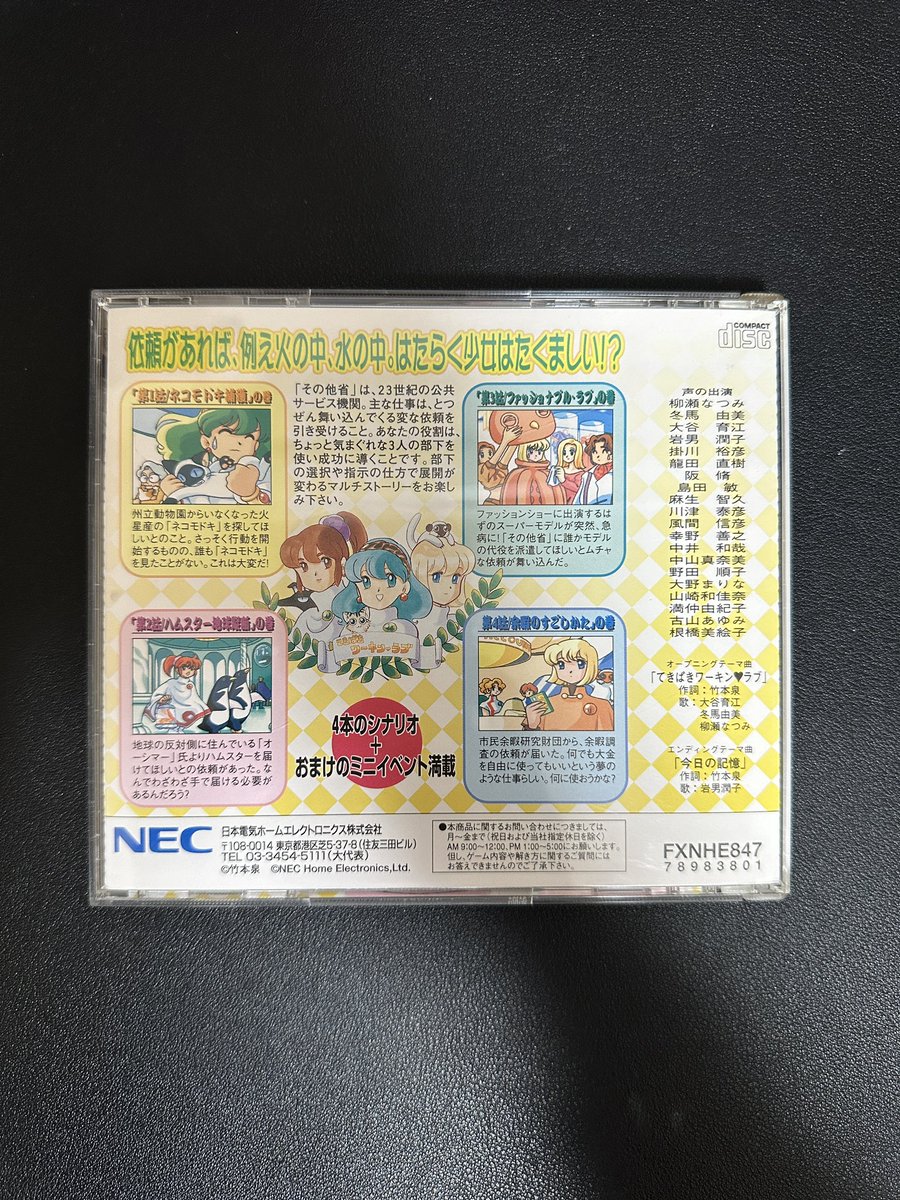 依頼があれば、例え火の中、水の中。はたらく少女はたくましい!?
COMPACT
disc
「第1話/ネコモドキ捕獲」の巻
州立動物園からいなくなった火
星産の「ネコモドキ」を探してほ
しいとのこと。さっそく行動を開
始するものの、誰も「ネコモドキ」
を見たことがない。これは大変だ!
「その他省」は、23世紀の公共
サービス機関。主な仕事は、とつ
ぜん舞い込んでくる変な依頼を
引き受けること。あなたの役割は、
ちょっと気まぐれな3人の部下を
使い成功に導くことです。部下
の選択や指示の仕方で展開が
変わるマルチストーリーをお楽し
み下さい。
「第3話/ファッショナブル・ラブ」の巻
ファッションショーに出演するは
ずのスーパーモデルが突然、急
病に!「その他省」に誰かモデル
の代役を派遣してほしいとムチャ
な依頼が舞い込んだ。
てきぱき
ワーキン・ラブ
「第2話/ハムスター地球横断」の巻
地球の反対側に住んでいる「オ
ーシマー」氏よりハムスターを届
けてほしいとの依頼があった。な
んでわざわざ手で届ける必要が
あるんだろう?
4本のシナリオ
+
おまけのミニイベント満載
「第4話/余暇のすごしかた」の巻
市民余暇研究財団から、余暇調
査の依頼が届いた。何でも大金
を自由に使ってもいいという夢の
ような仕事らしい。何に使おうかな?
声の出演
柳瀬なつみ
冬馬 由美
大谷 育江
岩男 潤子
掛川 裕彦
龍田 直樹
阪 脩
島田 敏
麻生 智久
川津 泰彦
風間 信彦
幸野 善之
中井 和哉
中山真奈美
野田 順子
大野まりな
山崎和佳奈
満仲由紀子
古山あゆみ
根橋美絵子
オープニングテーマ曲
「てきぱきワーキン♥ラブ」
作詞:竹本泉
歌:大谷育江
冬馬由美
柳瀬なつみ
エンディングテーマ曲
「今日の記憶」
作詞:竹本泉
歌:岩男潤子
NEC
日本電気ホームエレクトロニクス株式会社
〒108-0014 東京都港区芝5-37-8(住友三田ビル)
TEL 03-3454-5111(大代表)
©竹本泉 ©NEC Home Electronics,Ltd.
●本商品に関するお問い合わせにつきましては、
月~金まで(祝日および当社指定休日を除く)
AM 9:00~12:00、PM 1:00~5:00にお願いします。
但し、ゲーム内容や解き方に関するご質問には
お答えできませんのでご了承下さい。
FXNHE847
78983801